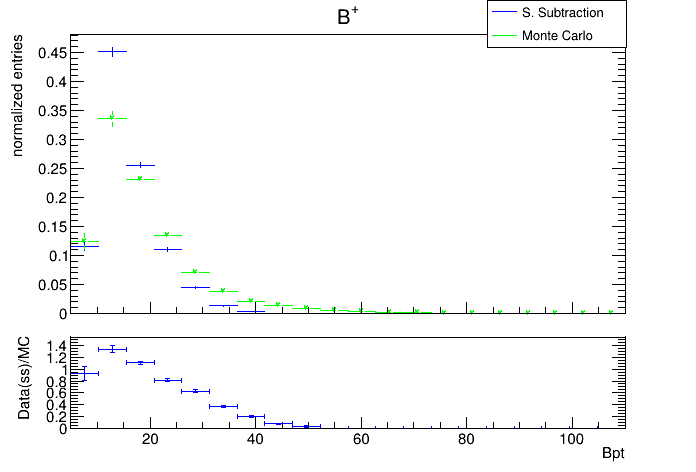 B+
S. Subtraction
Monte Carlo
normalized entries
0.45
0.4
0.35
0.3
0.25
0.2
0.15
0.1
0.05
0
Data(ss)/MC
1.4
1.2
1
0.8
0.6
0.4
0.2
0
20 40 60 80 100
Bpt